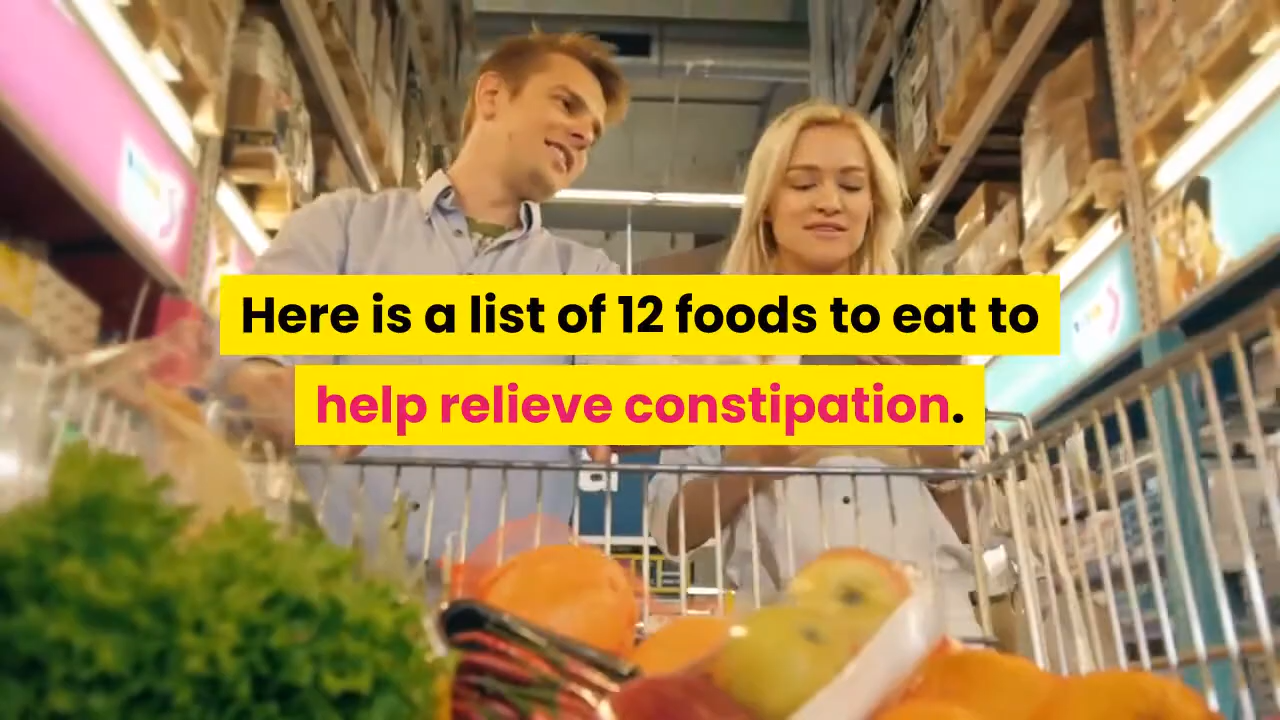 Here is a list of 12 foods to eat to
help relieve constipation.